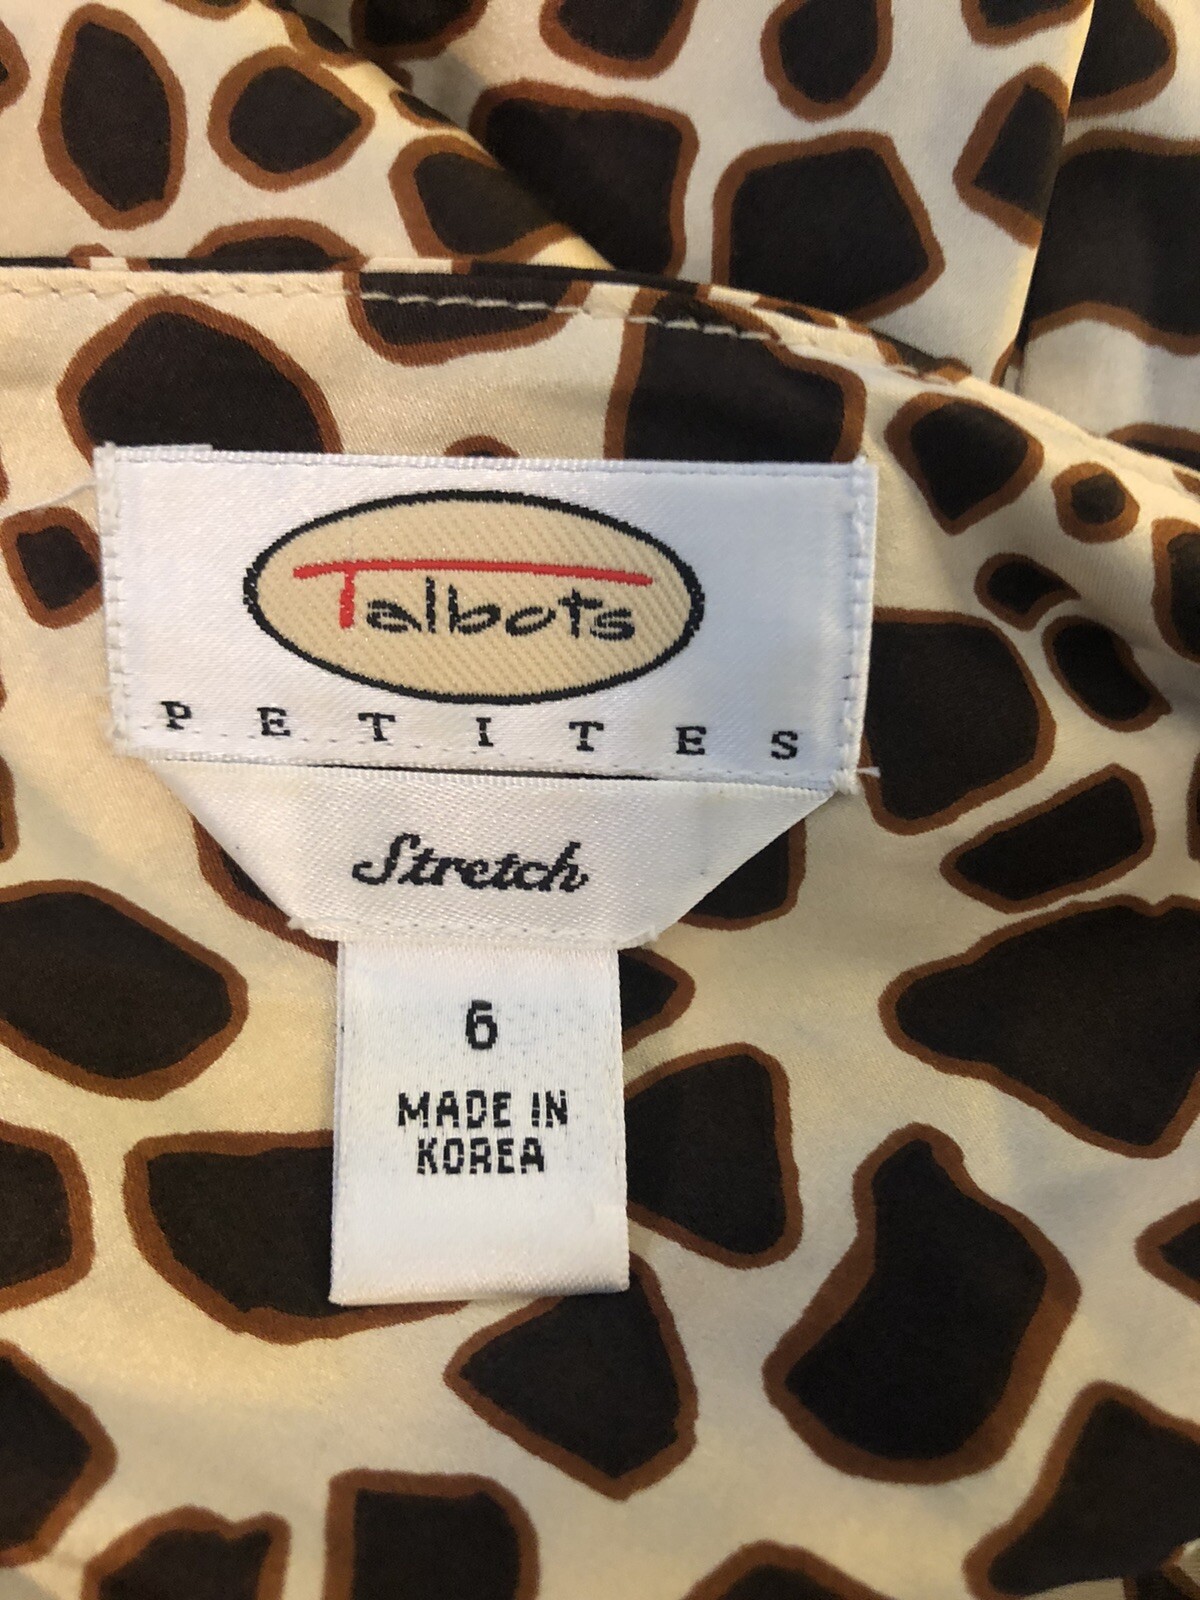 Talbots
PETITES
Stretch
6
MADE IN
KOREA